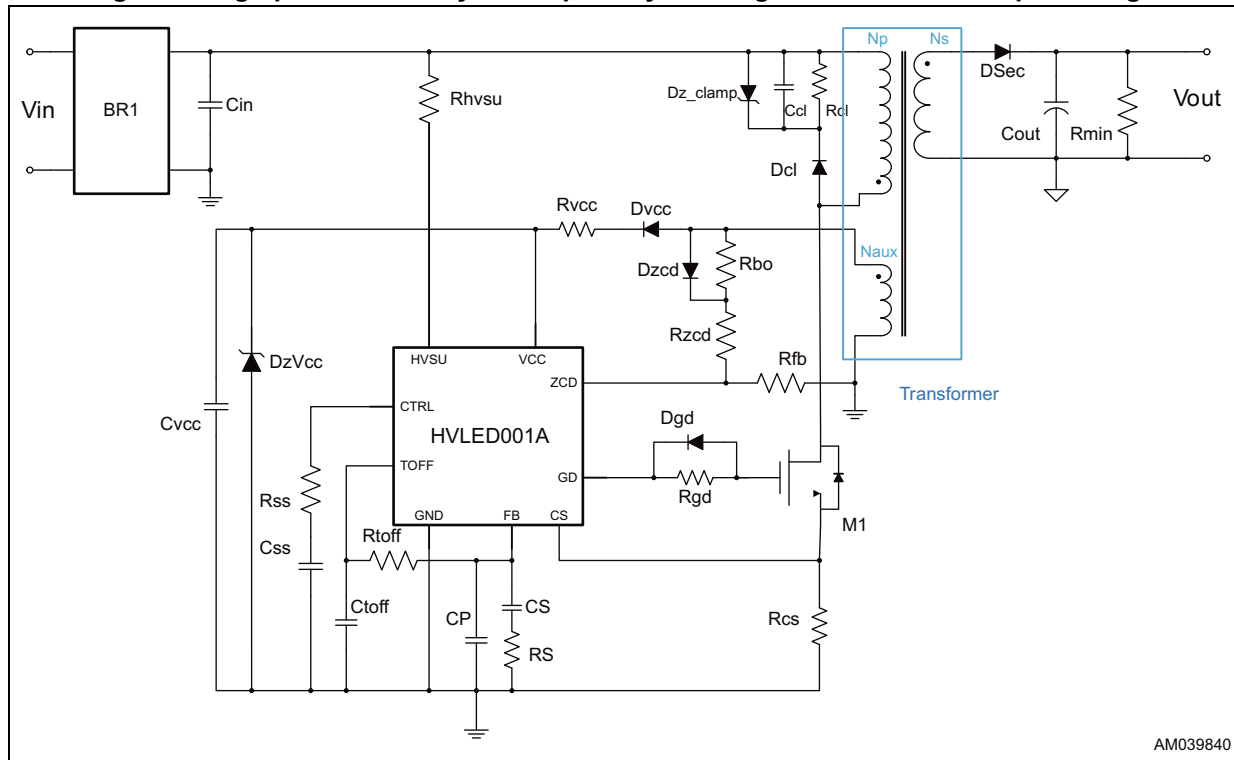 Np
Ns
DSec
Vin
BR1
Cin
Rhvsu
Dz_clamp
Ccl
Rcl
Cout
Rmin
Vout
Dcl
Rvcc
Dvcc
Naux
Dzcd
Rbo
Rzcd
DzVcc
HVSU
VCC
ZCD
Rfb
Transformer
Cvcc
CTRL
HVLED001A
Dgd
TOFF
GD
Rgd
Rss
M1
GND
FB
CS
Rtoff
Css
Ctoff
CP
CS
RS
Rcs
AM039840